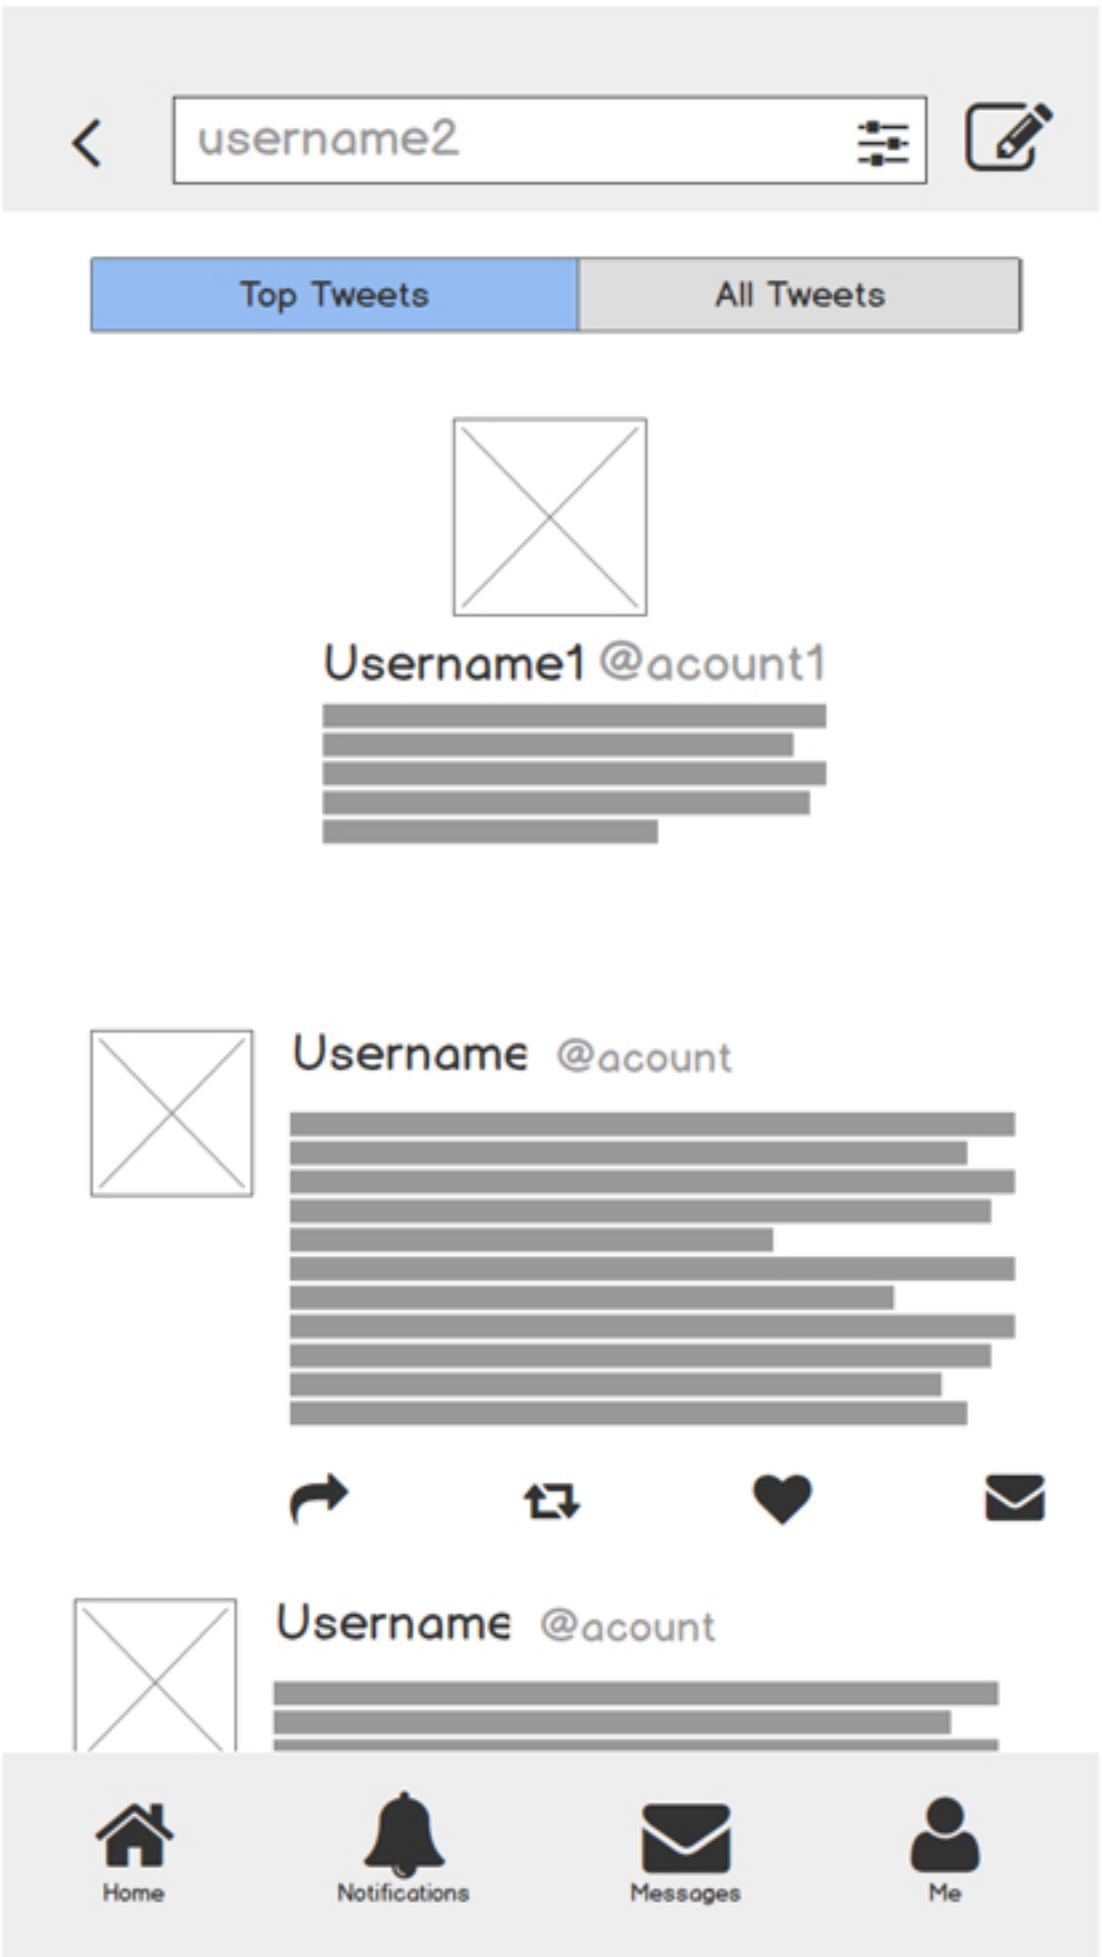 username2
Top Tweets All Tweets
Username1 @acount1
Username @acount
Username @acount
Home Notifications Messages Me